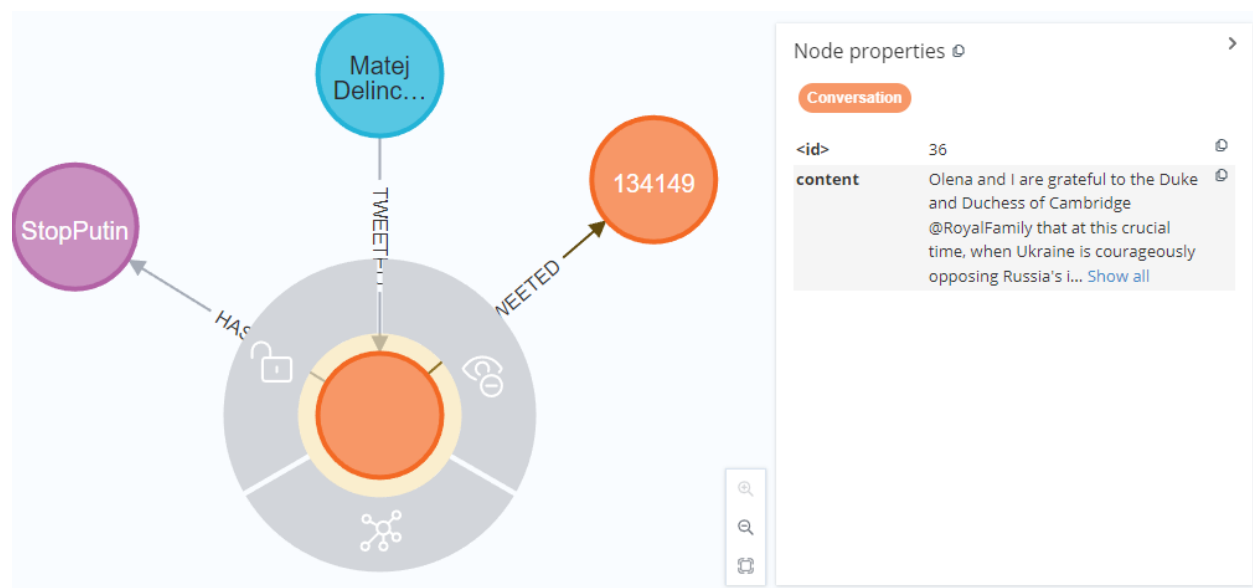 Matej
Delinc…
134149
StopPutin
TWEETED
WEETED
HAS
Node properties
Conversation
<id> 36
content Olena and I are grateful to the Duke
and Duchess of Cambridge
@RoyalFamily that at this crucial
time, when Ukraine is courageously
opposing Russia's i... Show all